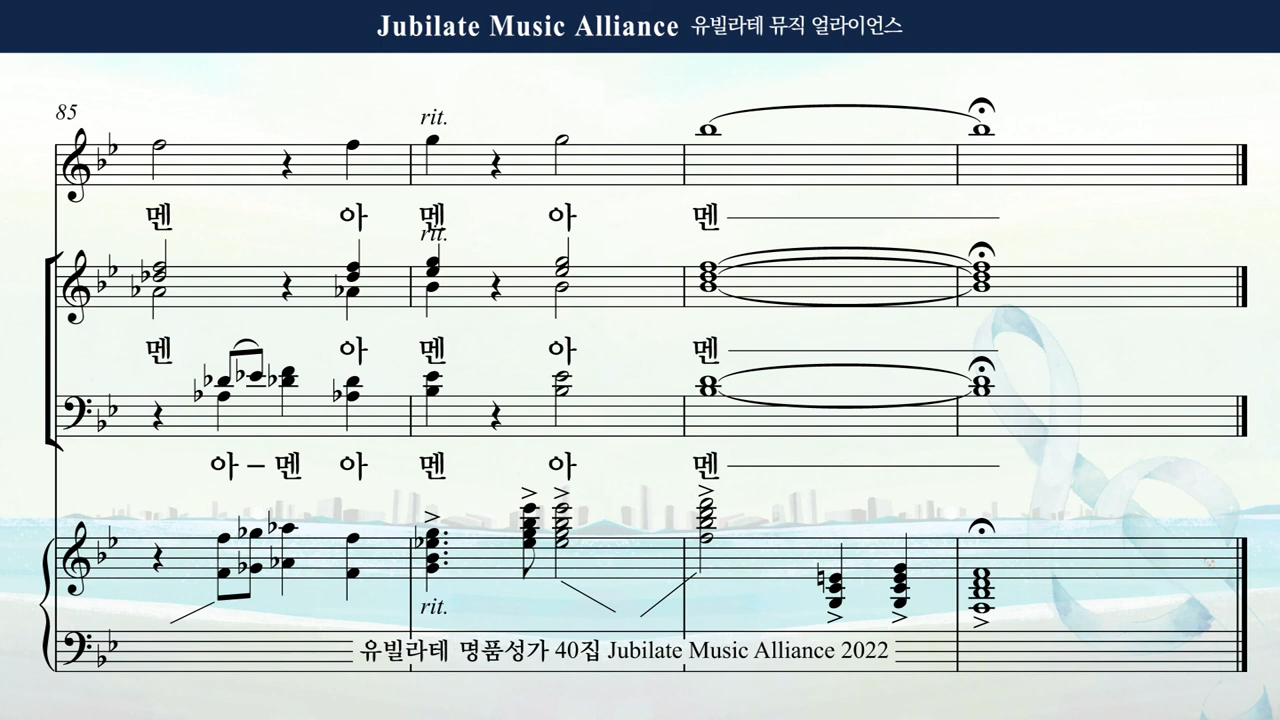 Jubilate Music Alliance 유빌라테 뮤직 얼라이언스
85
rit.
멘 아 멘 아 멘
rit.
멘 아 멘 아 멘
아 – 멘 아 멘 아 멘
rit.
유빌라테 명품성가 40집 Jubilate Music Alliance 2022